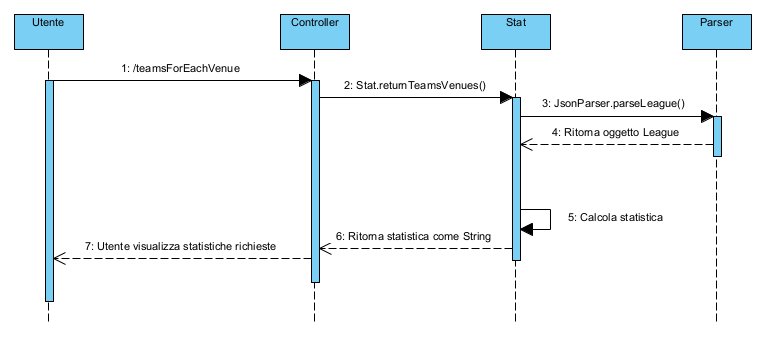 Utente
Controller
Stat
Parser
1: /teamsForEachVenue
2: Stat.returnTeamsVenues()
3: JsonParser.parseLeague()
4: Ritorna oggetto League
5: Calcola statistica
6: Ritorna statistica come String
7: Utente visualizza statistiche richieste